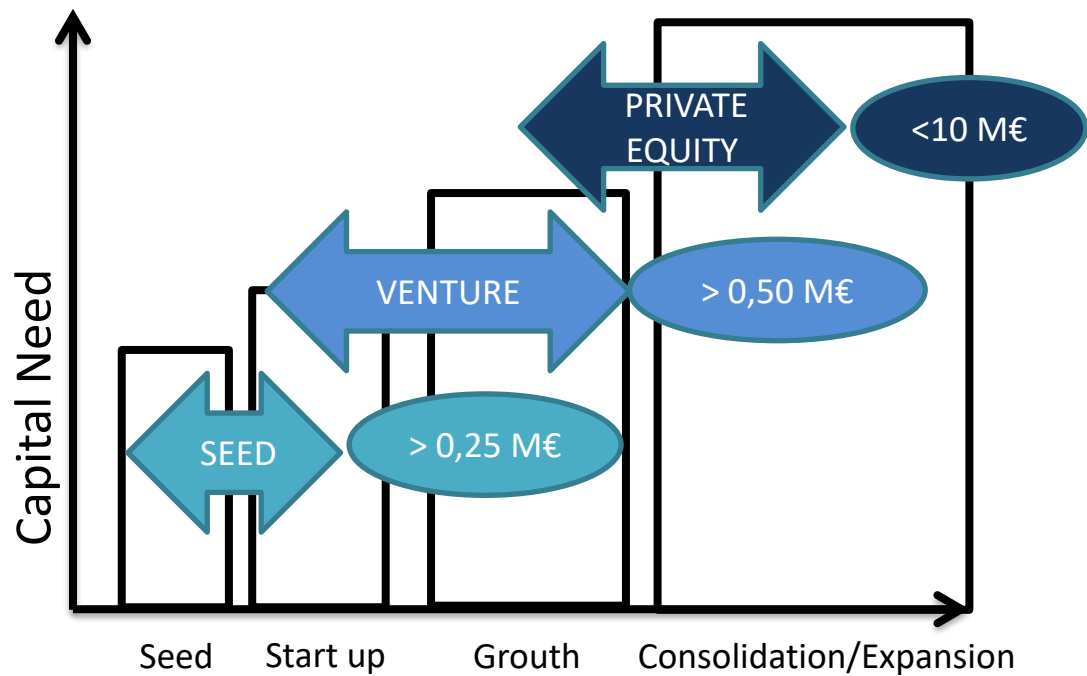 PRIVATE
EQUITY
<10 M€
VENTURE
> 0,50 M€
SEED
> 0,25 M€
Capital Need
Seed
Start up
Grouth
Consolidation/Expansion